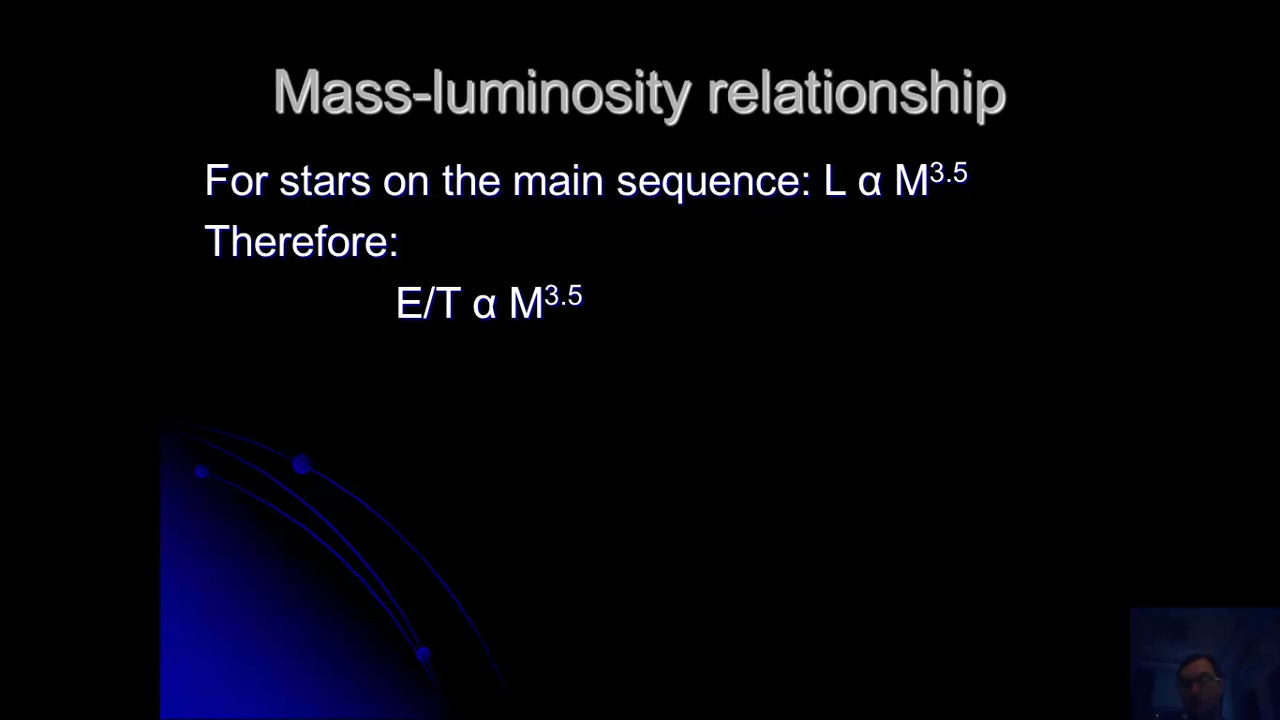 Mass-luminosity relationship
For stars on the main sequence: L α M³·⁵
Therefore:
E/T α M³·⁵